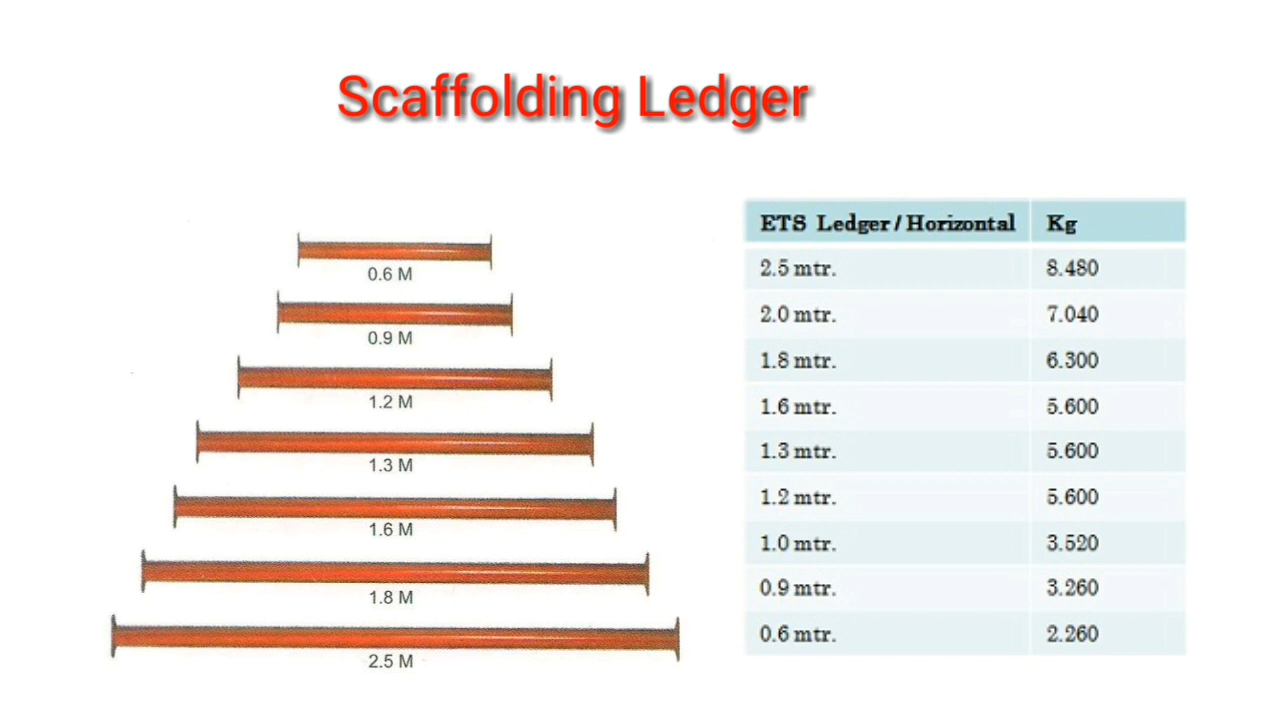 Scaffolding Ledger
0.6 M
0.9 M
1.2 M
1.3 M
1.6 M
1.8 M
2.5 M
ETS Ledger / Horizontal Kg
2.5 mtr. 8.480
2.0 mtr. 7.040
1.8 mtr. 6.300
1.6 mtr. 5.600
1.3 mtr. 5.600
1.2 mtr. 5.600
1.0 mtr. 3.520
0.9 mtr. 3.260
0.6 mtr. 2.260